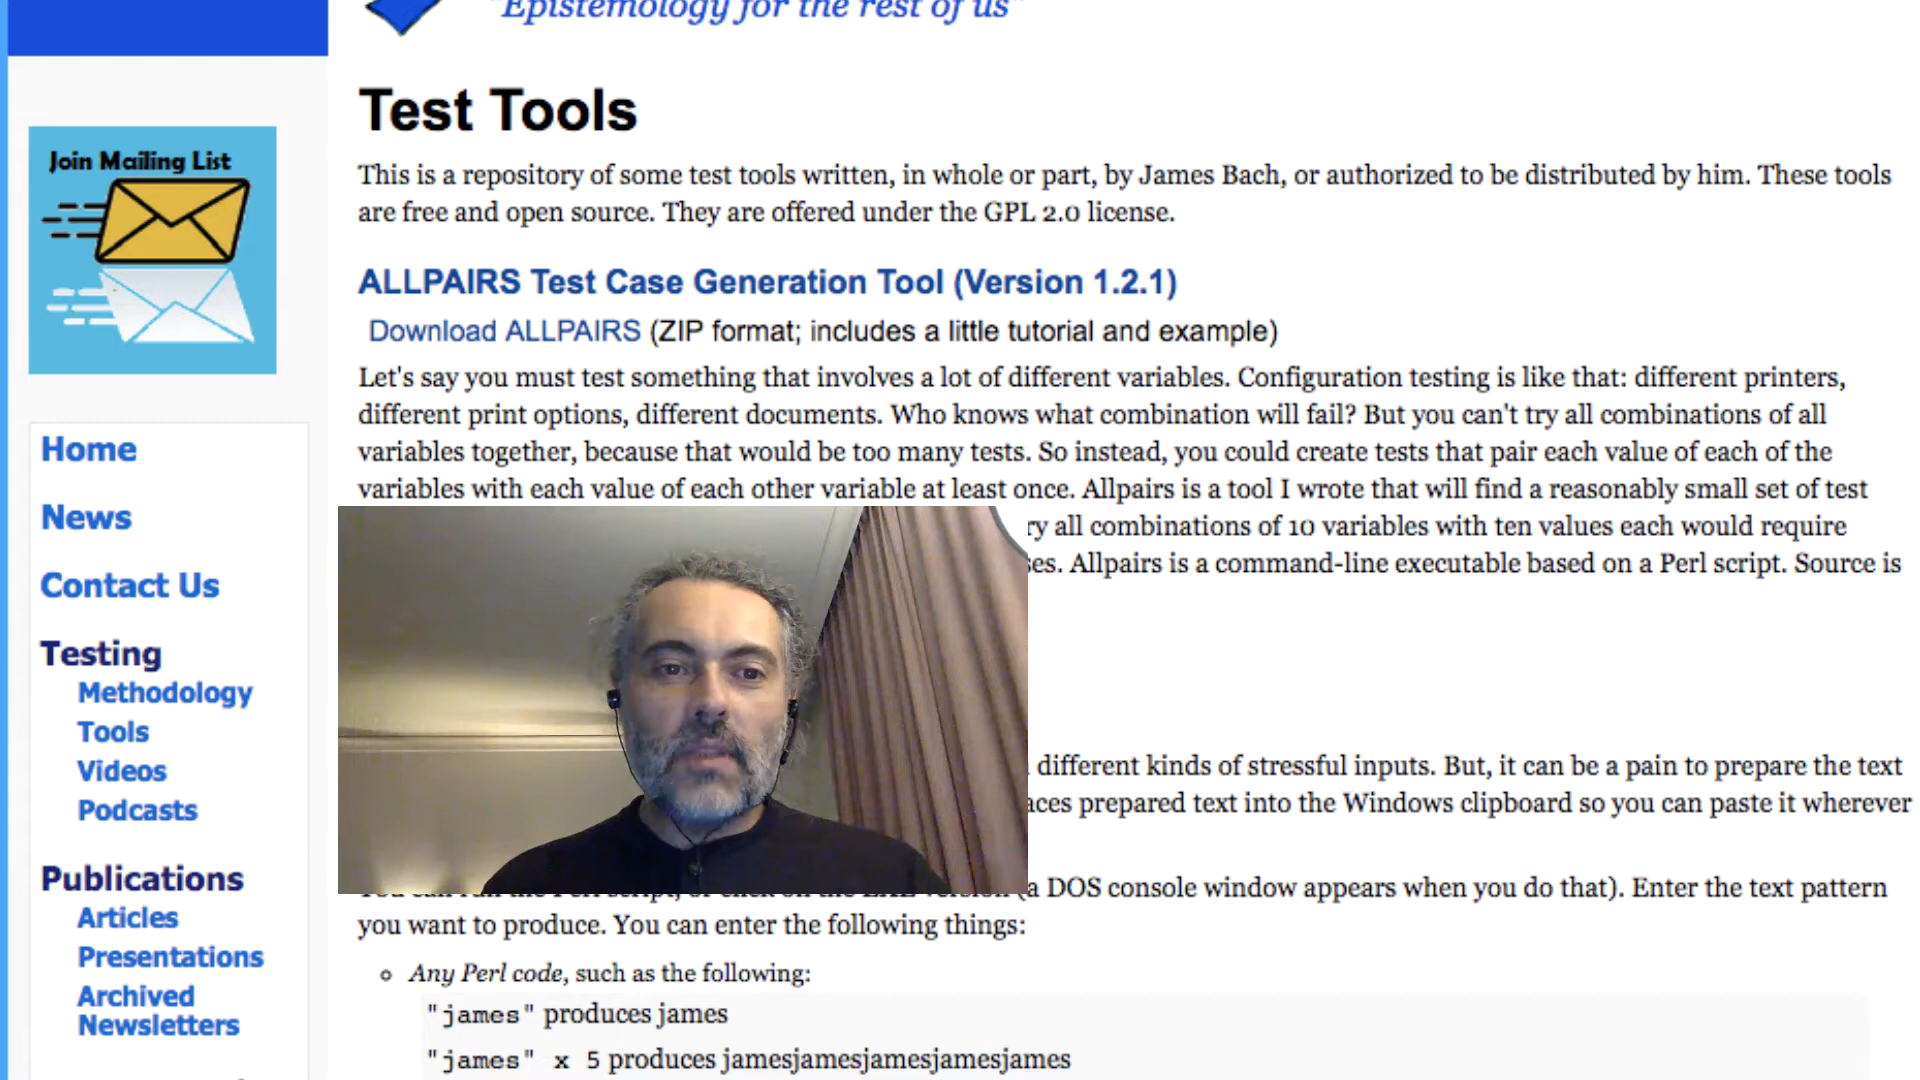 "Epistemology for the rest of us"
Test Tools
This is a repository of some test tools written, in whole or part, by James Bach, or authorized to be distributed by him. These tools
are free and open source. They are offered under the GPL 2.0 license.
ALLPAIRS Test Case Generation Tool (Version 1.2.1)
Download ALLPAIRS (ZIP format; includes a little tutorial and example)
Let's say you must test something that involves a lot of different variables. Configuration testing is like that: different printers,
different print options, different documents. Who knows what combination will fail? But you can't try all combinations of all
variables together, because that would be too many tests. So instead, you could create tests that pair each value of each of the
variables with each value of each other variable at least once. Allpairs is a tool I wrote that will find a reasonably small set of test
all combinations of 10 variables with ten values each would require
Allpairs is a command-line executable based on a Perl script. Source is
different kinds of stressful inputs. But, it can be a pain to prepare the text
prepared text into the Windows clipboard so you can paste it wherever
(a DOS console window appears when you do that). Enter the text pattern
you want to produce. You can enter the following things:
Any Perl code, such as the following:
"james" produces james
"james" x 5 produces jamesjamesjamesjamesjames
Join Mailing List
Home
News
Contact Us
Testing
Methodology
Tools
Videos
Podcasts
Publications
Articles
Presentations
Archived
Newsletters